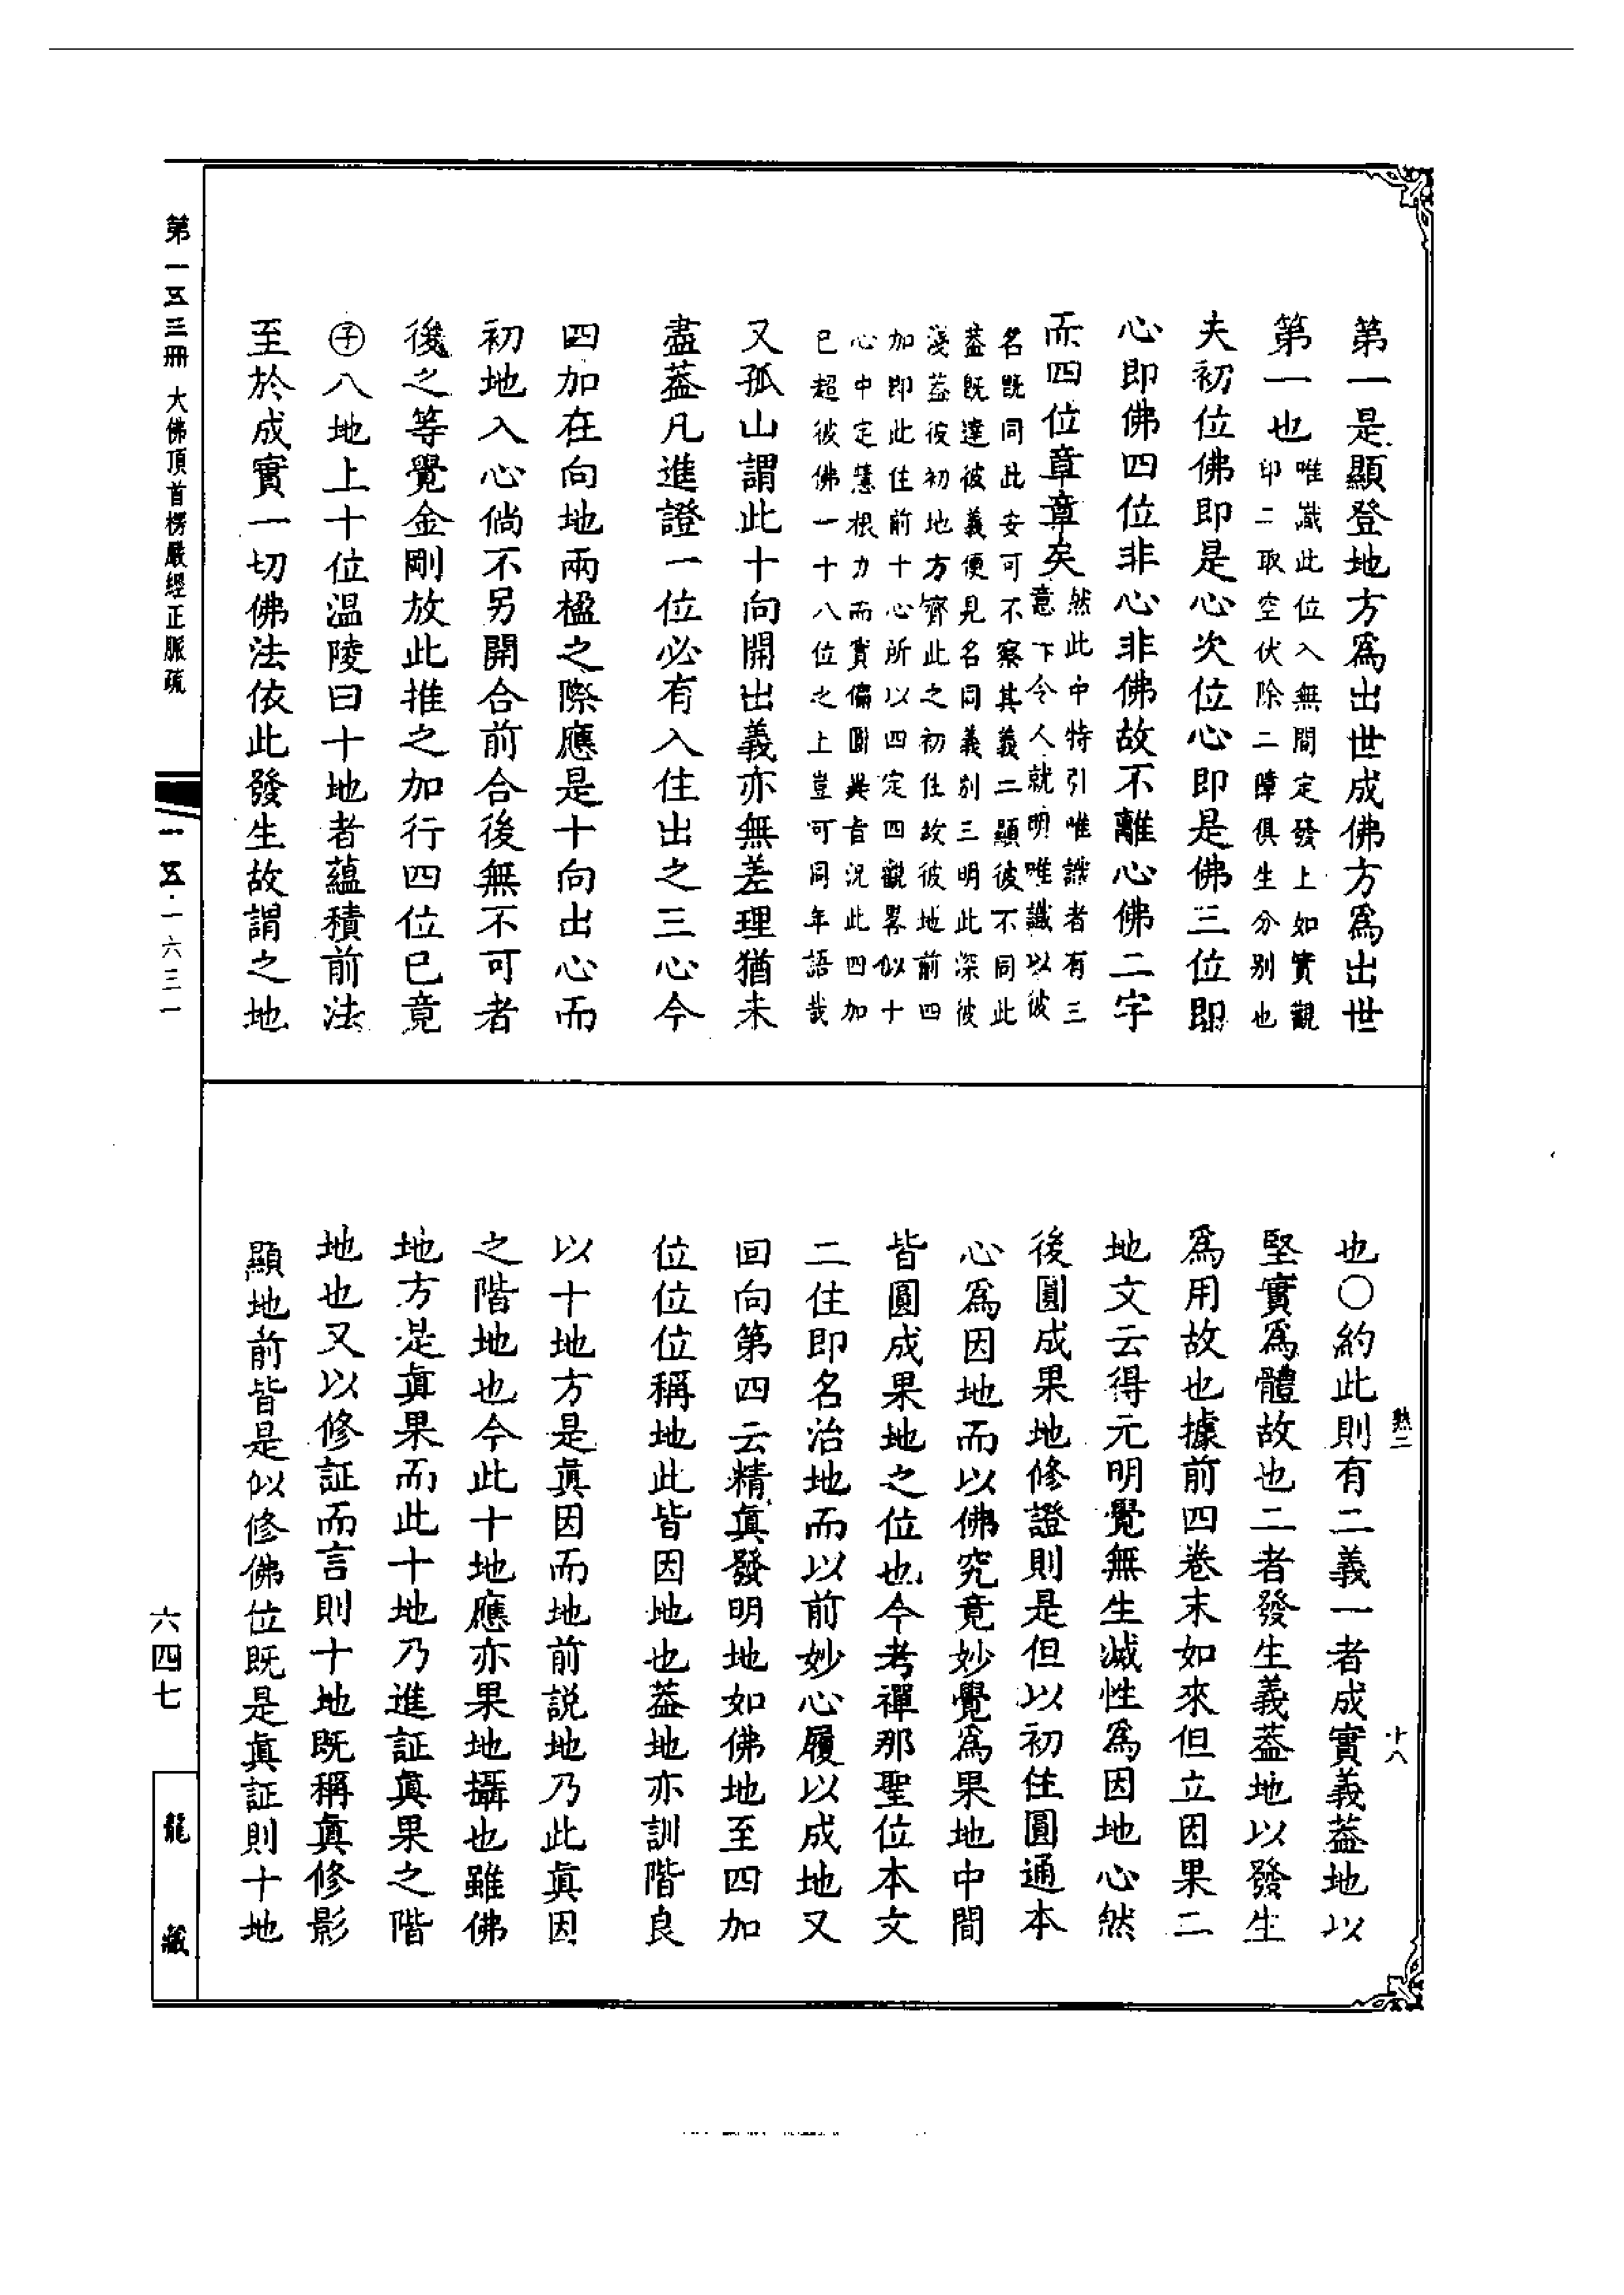 第一是顯登地方爲出世成佛方爲出世
第一也唯識此位入無間定發上如實觀
印二取空伏除二障俱生分別也
夫初位佛即是心次位心即是佛三位即
心即佛四位非心非佛故不離心佛二字
而四位章章矣然此中特引唯識者有三
意下令人就明唯識以彼
名既同此安可不察其義二顯彼不同此
葢既達彼義便見名同義別三明此深彼
淺葢彼初地方齊此之初住故彼地前四
加即此住前十心所以四定四觀畧似十
心中定慧根力而實偏圓異㫖況此四加
已超彼佛一十八位之上豈可同年語哉
又孤山謂此十向開出義亦無差理猶未
盡葢凡進證一位必有入住出之三心今
四加在向地兩楹之際應是十向出心而
初地入心倘不另開合前合後無不可者
後之等覺金剛放此推之加行四位已竟
㊉八地上十位温陵曰十地者蘊積前法
至於成實一切佛法依此發生故謂之地
第一五三冊 大佛頂首楞嚴經正脈疏
一五·一六三一
也〇約此則有二義一者成實義葢地以
堅實爲體故也二者發生義葢地以發生
爲用故也據前四卷末如來但立因果二
地文云得元明覺無生滅性爲因地心然
後圓成果地修證則是但以初住圓通本
心爲因地而以佛究竟妙覺爲果地中間
皆圓成果地之位也今考禪那聖位本文
二住即名治地而以前妙心履以成地又
回向第四云精真發明地如佛地至四加
位位位稱地此皆因地也葢地亦訓階良
以十地方是真因而地前説地乃此真因
之階地也今此十地應亦果地攝也雖佛
地方是真果而此十地乃進証真果之階
地也又以修証而言則十地既稱真修影
顯地前皆是似修佛位既是真証則十地
熟二
十八
六四七
龍藏